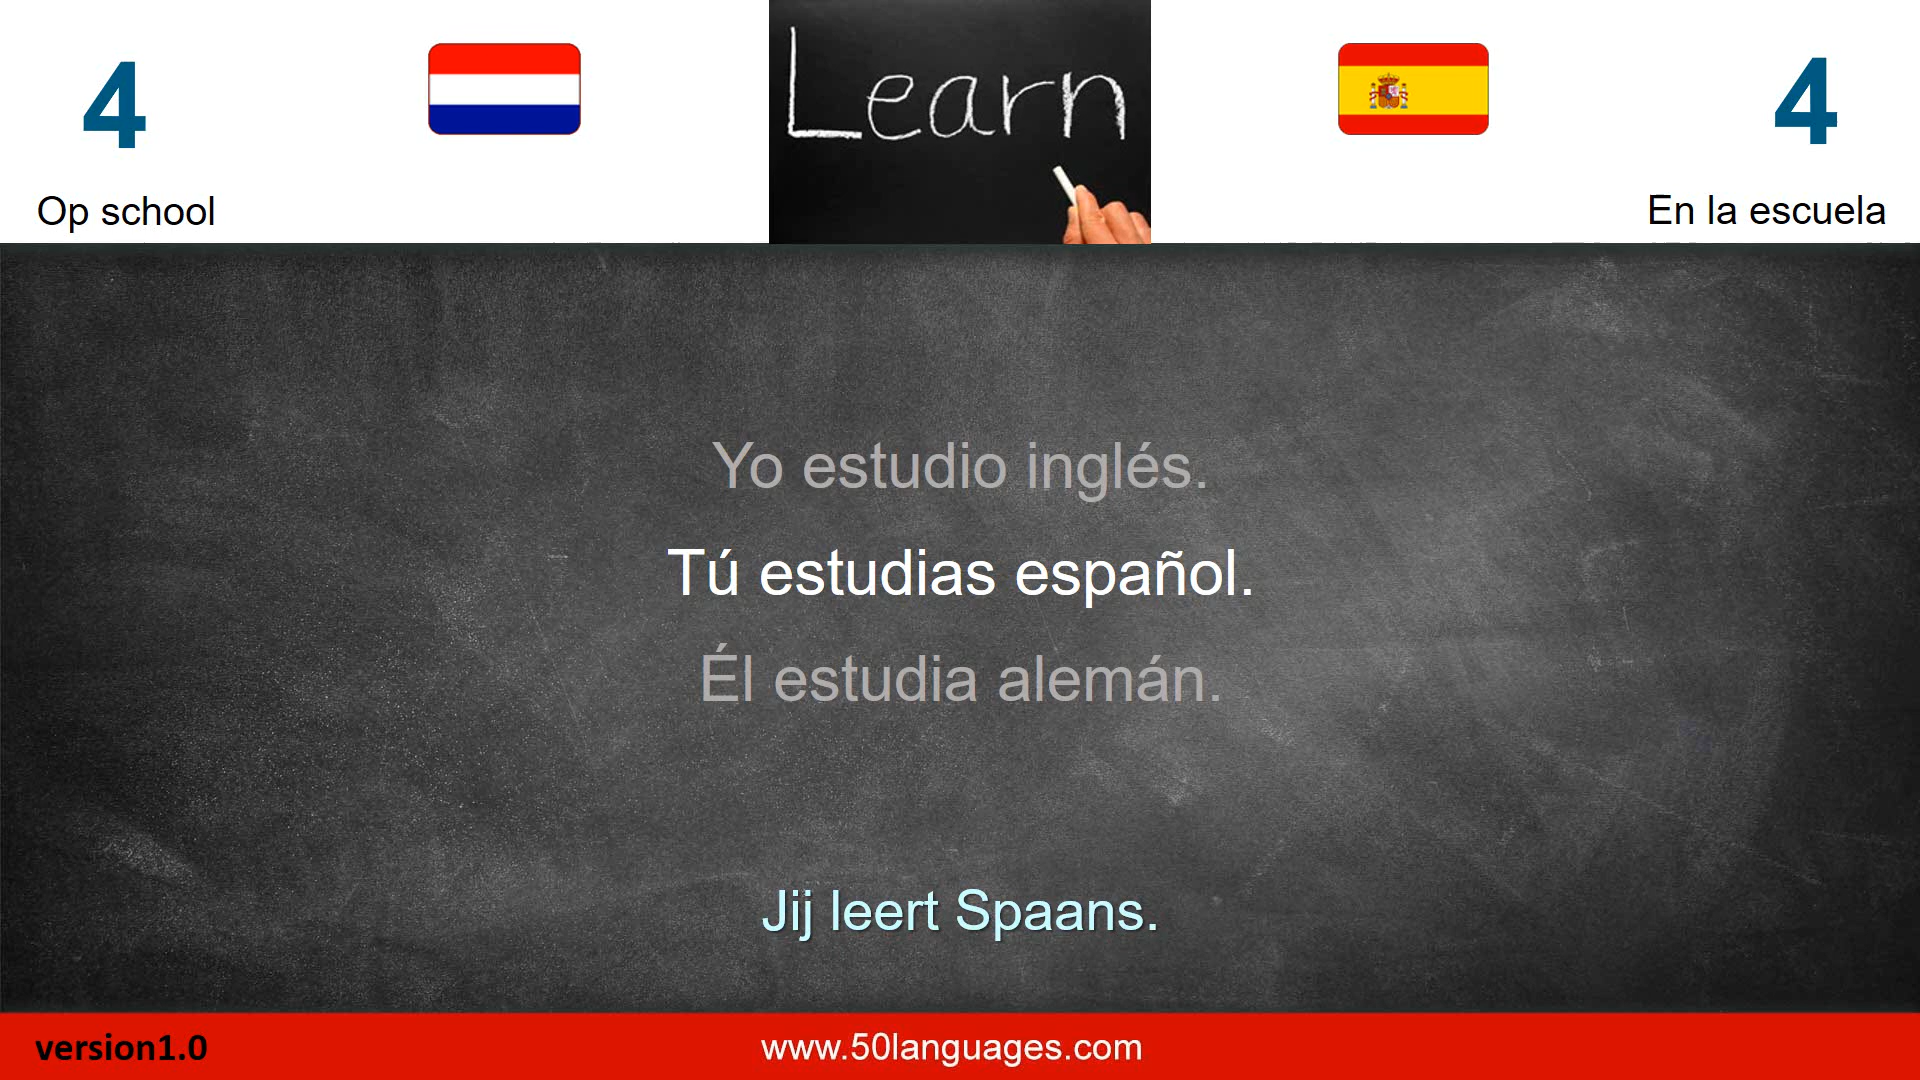 4
Learn
4
Op school
En la escuela
Yo estudio inglés.
Tú estudias español.
Él estudia alemán.
Jij leert Spaans.
version1.0
www.50languages.com